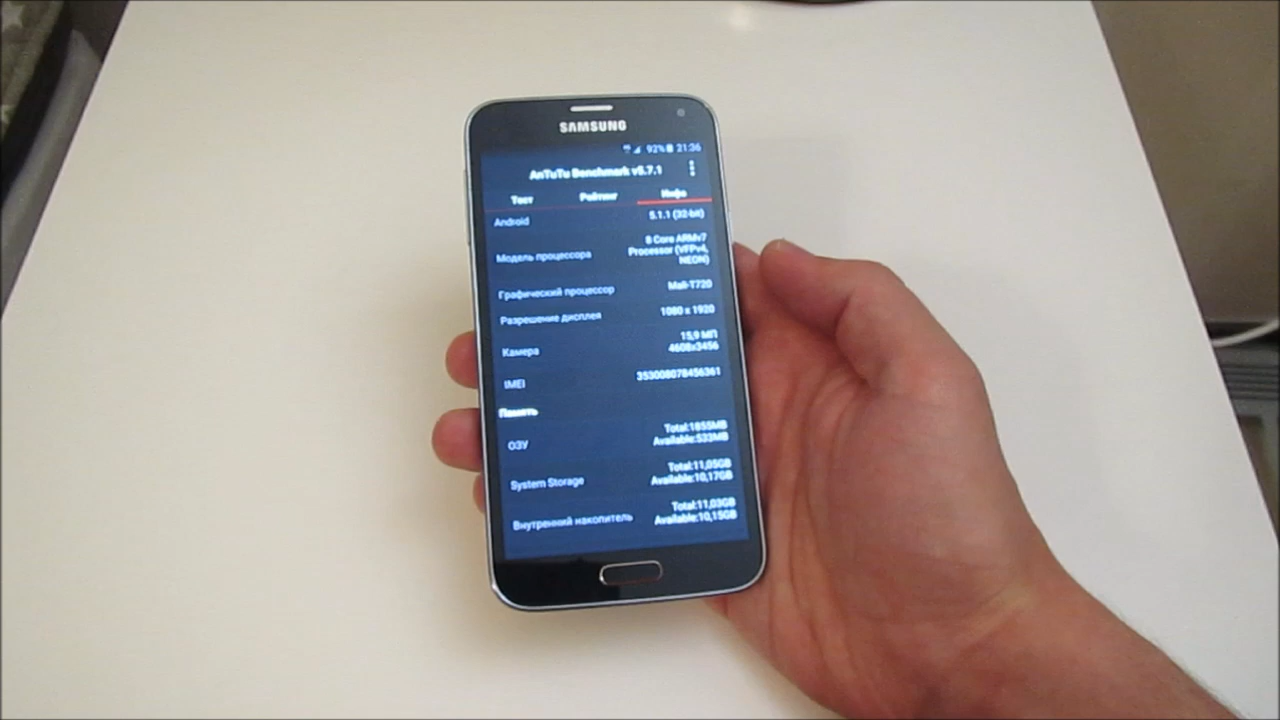 SAMSUNG
92% 21:36
AnTuTu Benchmark v5.7.1
Тест Рейтинг Инфо
Android 5.1.1 (32-bit)
Модель процессора 8 Core ARMv7
Processor (VFPv4,
NEON)
Графический процессор Mali-T720
Разрешение дисплея 1080 x 1920
Камера 15,9 МП
4608x3456
IMEI 353008078456361
Память
ОЗУ Total:1855MB
Available:533MB
System Storage Total:11,05GB
Available:10,17GB
Внутренний накопитель Total:11,03GB
Available:10,15GB